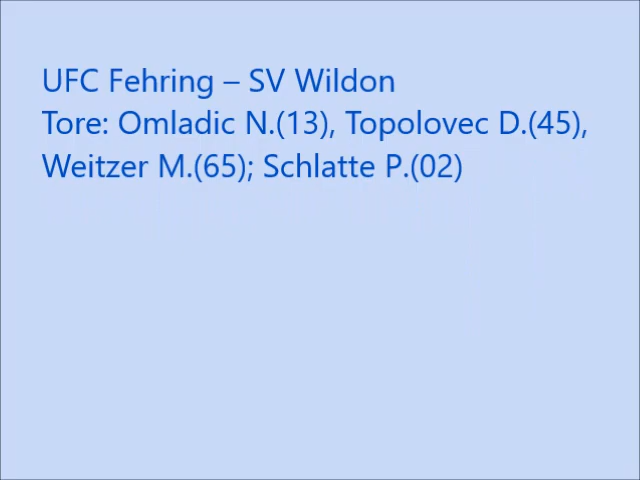 UFC Fehring – SV Wildon
Tore: Omladic N.(13), Topolovec D.(45),
Weitzer M.(65); Schlatte P.(02)